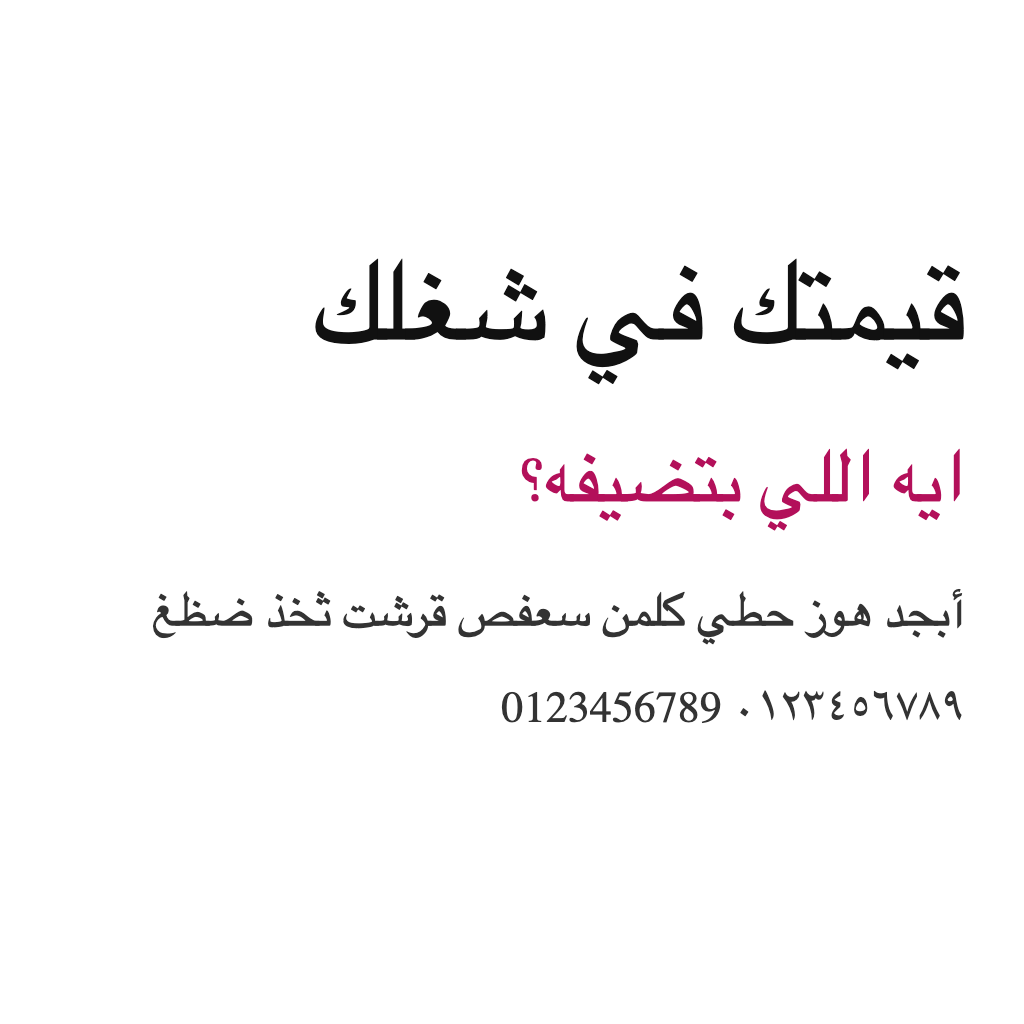 قيمتك في شغلك
ايه اللي بتضيفه؟
أبجد هوز حطي كلمن سعفص قرشت ثخذ ضظغ
٠١٢٣٤٥٦٧٨٩ 0123456789